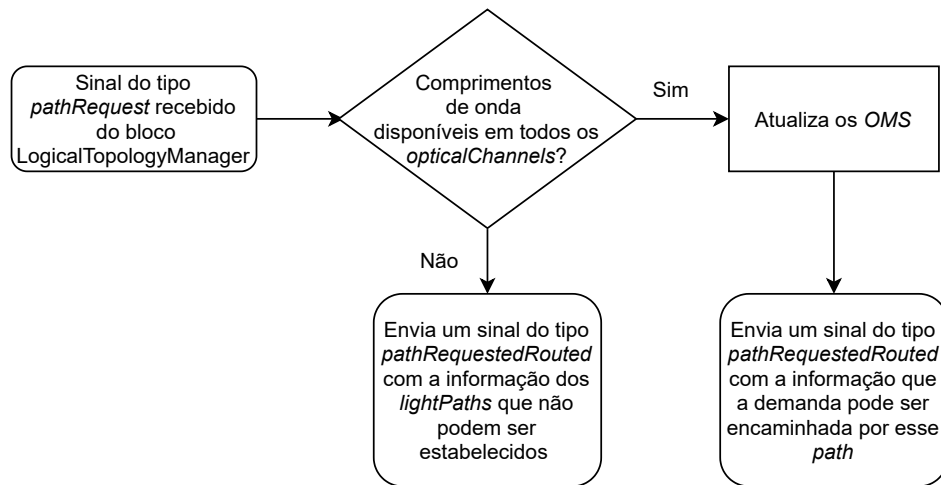 Sinal do tipo
pathRequest recebido
do bloco
LogicalTopologyManager
Comprimentos
de onda
disponíveis em todos os
opticalChannels?
Sim
Atualiza os OMS
Não
Envia um sinal do tipo
pathRequestedRouted
com a informação dos
lightPaths que não
podem ser
estabelecidos
Envia um sinal do tipo
pathRequestedRouted
com a informação que
a demanda pode ser
encaminhada por esse
path